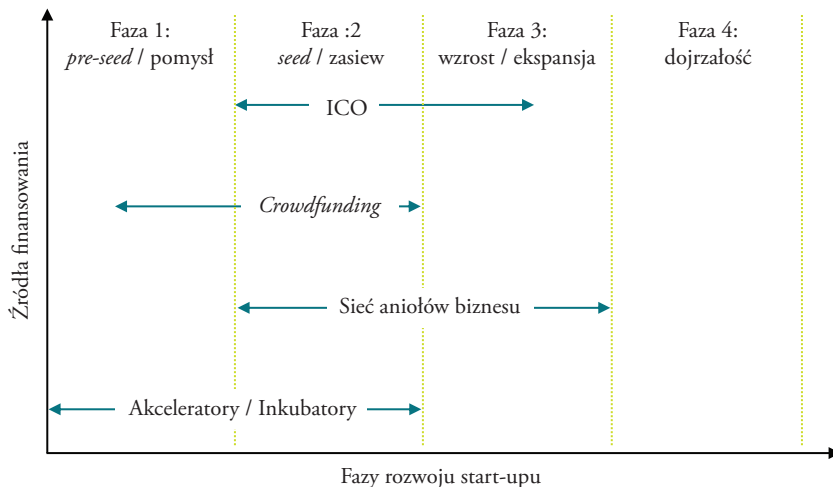 Faza 1:
pre-seed / pomysł
Faza :2
seed / zasiew
Faza 3:
wzrost / ekspansja
Faza 4:
dojrzałość
ICO
Crowdfunding
Sieć aniołów biznesu
Akceleratory / Inkubatory
Źródła finansowania
Fazy rozwoju start-upu